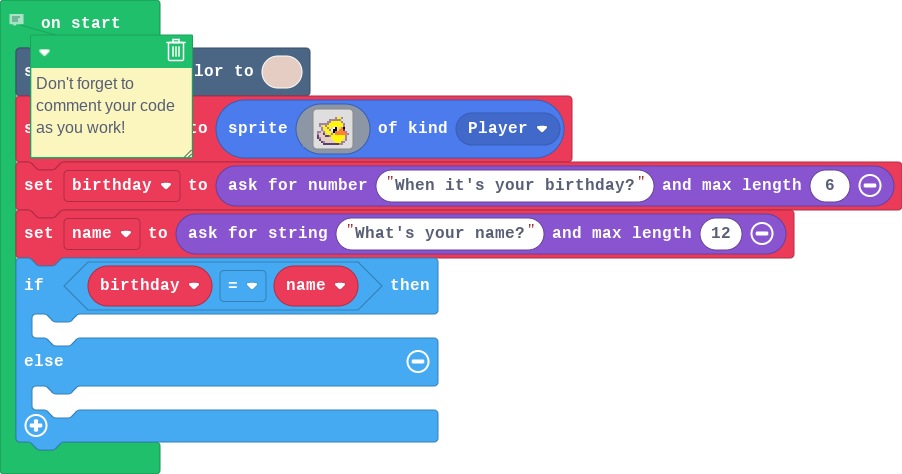 on start
lor to
Don't forget to
comment your code
as you work!
to sprite of kind Player
set birthday to ask for number "When it's your birthday?" and max length 6
set name to ask for string "What's your name?" and max length 12
if birthday = name then
else